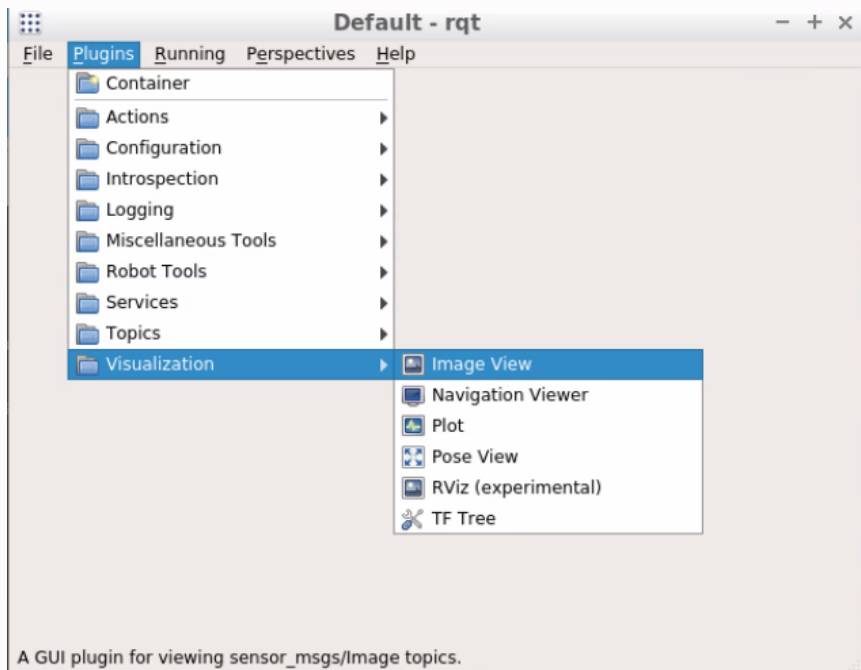 Default - rqt
File Plugins Running Perspectives Help
Container
Actions
Configuration
Introspection
Logging
Miscellaneous Tools
Robot Tools
Services
Topics
Visualization
Image View
Navigation Viewer
Plot
Pose View
RViz (experimental)
TF Tree
A GUI plugin for viewing sensor_msgs/Image topics.